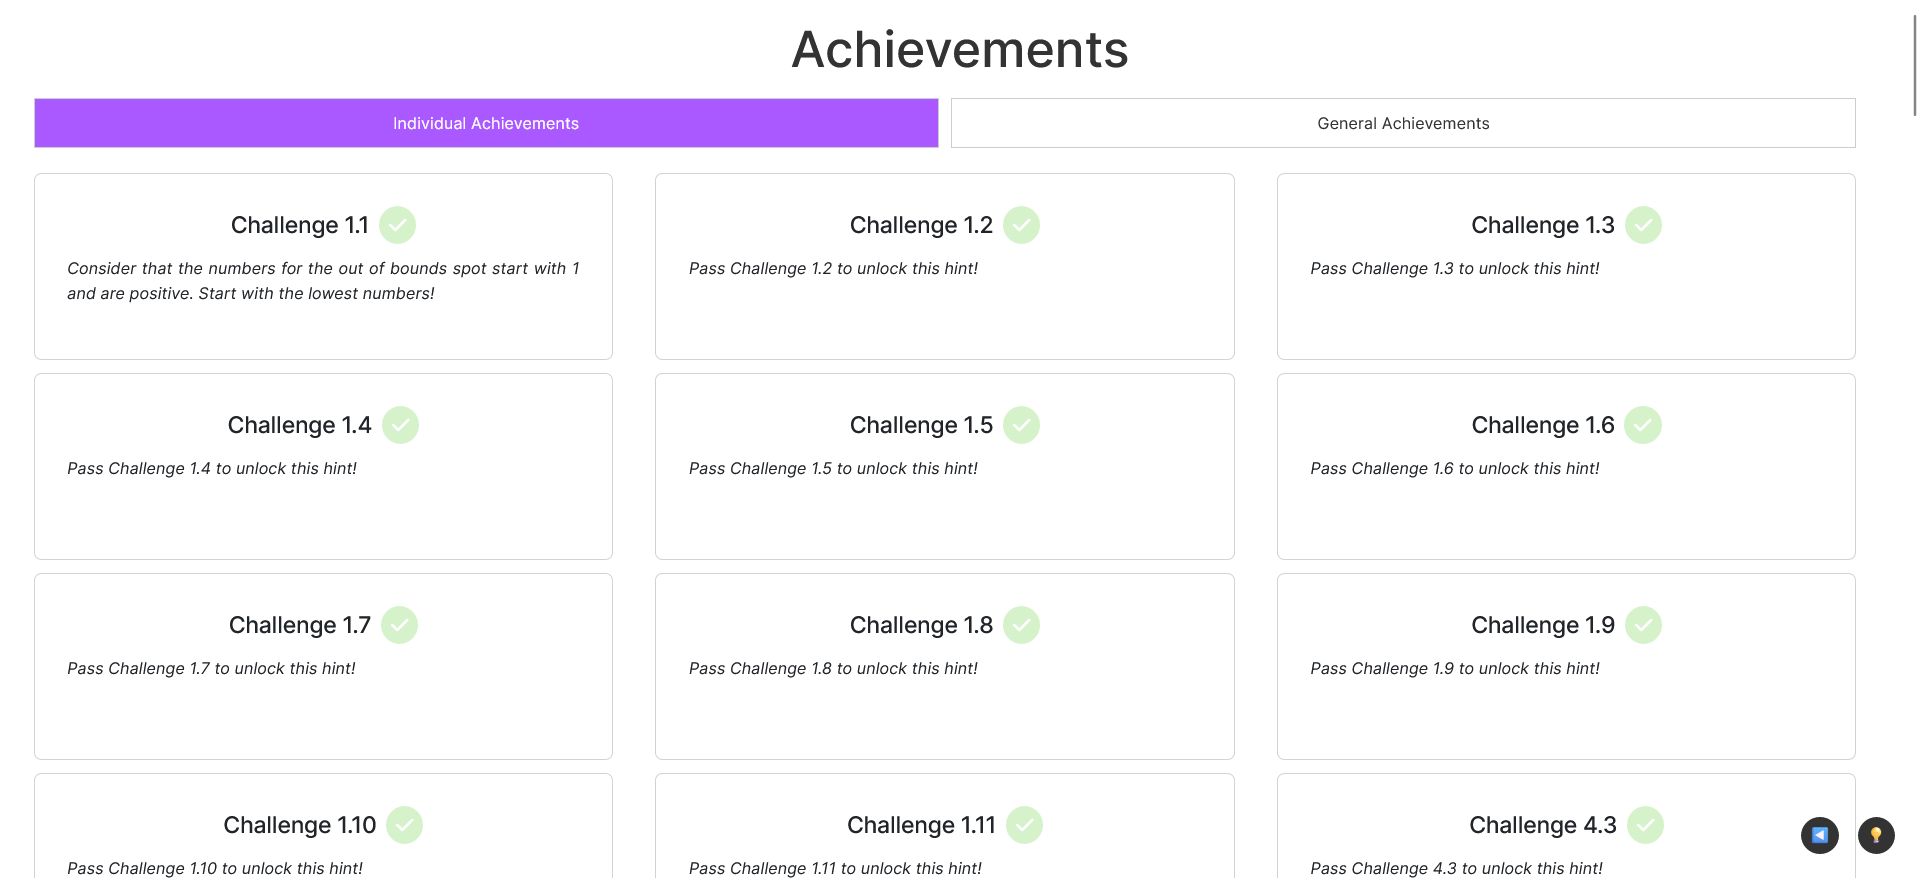 Achievements
Individual Achievements
General Achievements
Challenge 1.1
Consider that the numbers for the out of bounds spot start with 1
and are positive. Start with the lowest numbers!
Challenge 1.2
Pass Challenge 1.2 to unlock this hint!
Challenge 1.3
Pass Challenge 1.3 to unlock this hint!
Challenge 1.4
Pass Challenge 1.4 to unlock this hint!
Challenge 1.5
Pass Challenge 1.5 to unlock this hint!
Challenge 1.6
Pass Challenge 1.6 to unlock this hint!
Challenge 1.7
Pass Challenge 1.7 to unlock this hint!
Challenge 1.8
Pass Challenge 1.8 to unlock this hint!
Challenge 1.9
Pass Challenge 1.9 to unlock this hint!
Challenge 1.10
Pass Challenge 1.10 to unlock this hint!
Challenge 1.11
Pass Challenge 1.11 to unlock this hint!
Challenge 4.3
Pass Challenge 4.3 to unlock this hint!